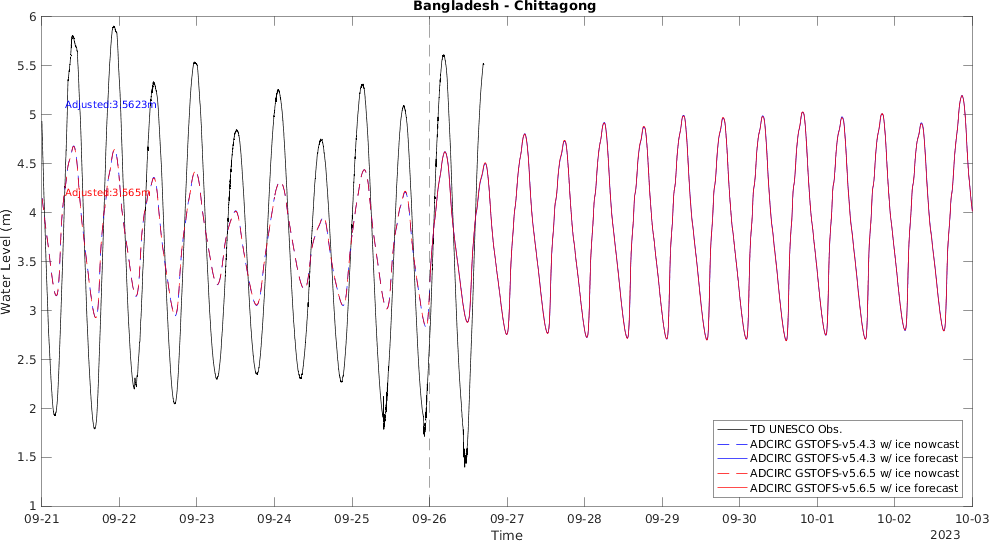 Bangladesh - Chittagong
6
5.5
5
4.5
4
3.5
3
2.5
2
1.5
1
Water Level (m)
Adjusted:3.5623m
Adjusted:3.565m
TD UNESCO Obs.
ADCIRC GSTOFS-v5.4.3 w/ ice nowcast
ADCIRC GSTOFS-v5.4.3 w/ ice forecast
ADCIRC GSTOFS-v5.6.5 w/ ice nowcast
ADCIRC GSTOFS-v5.6.5 w/ ice forecast
09-21 09-22 09-23 09-24 09-25 09-26 09-27 09-28 09-29 09-30 10-01 10-02 10-03
Time
2023